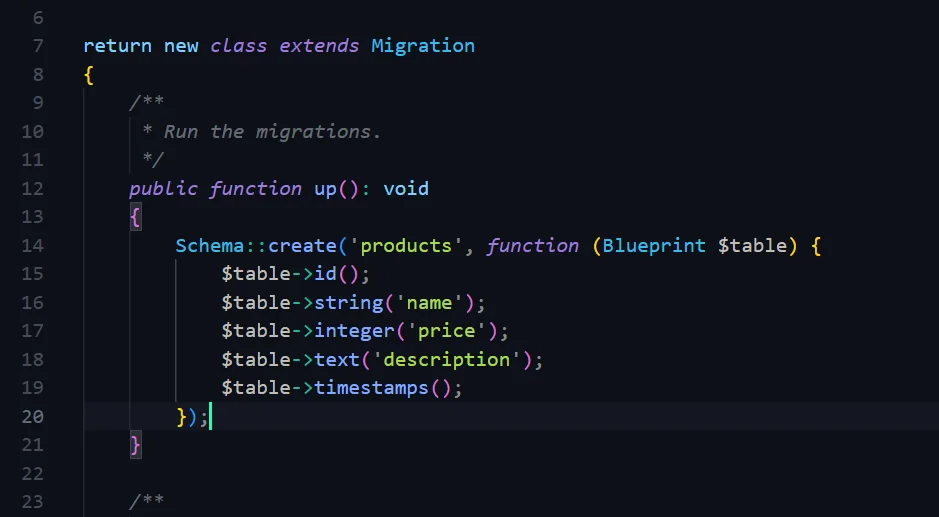 6
7 return new class extends Migration
8 {
9     /**
10      * Run the migrations.
11      */
12     public function up(): void
13     {
14         Schema::create('products', function (Blueprint $table) {
15             $table->id();
16             $table->string('name');
17             $table->integer('price');
18             $table->text('description');
19             $table->timestamps();
20         });
21     }
22
23     /**